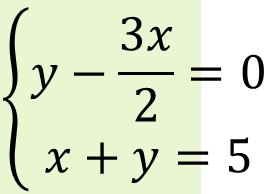 y − 3x/2 = 0
x + y = 5